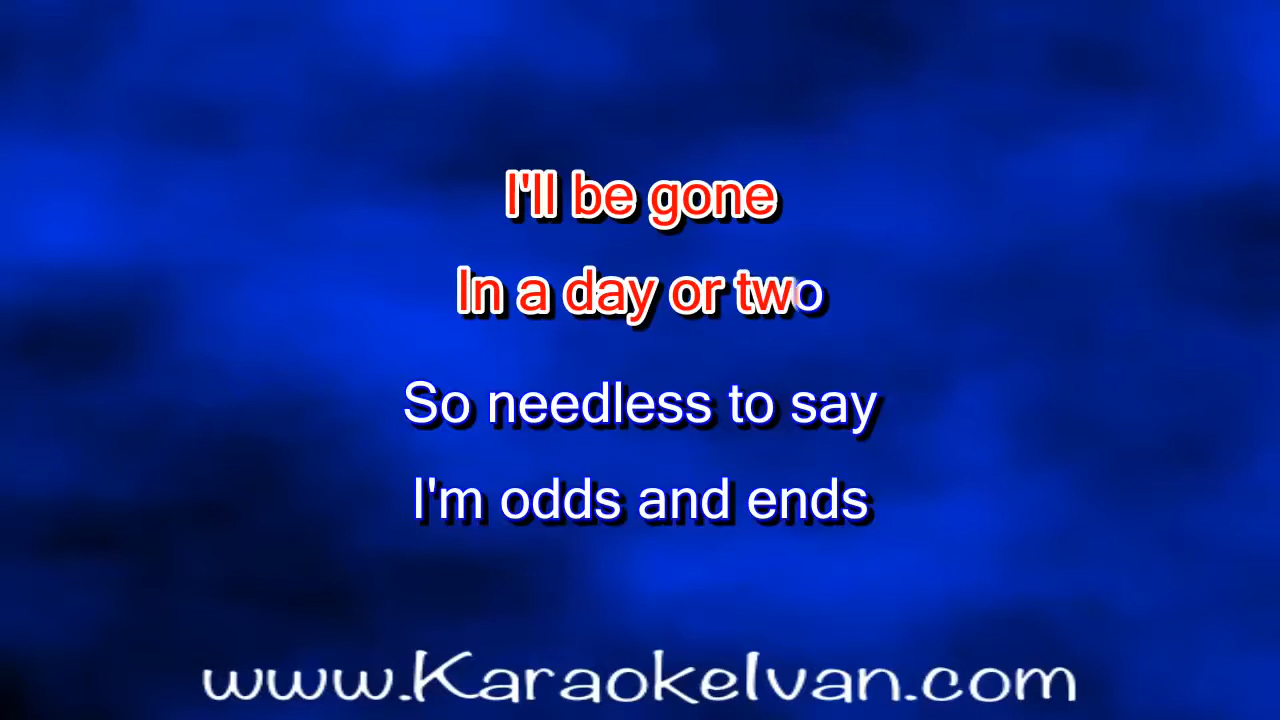 I'll be gone
In a day or two
So needless to say
I'm odds and ends
www.KaraokeIvan.com